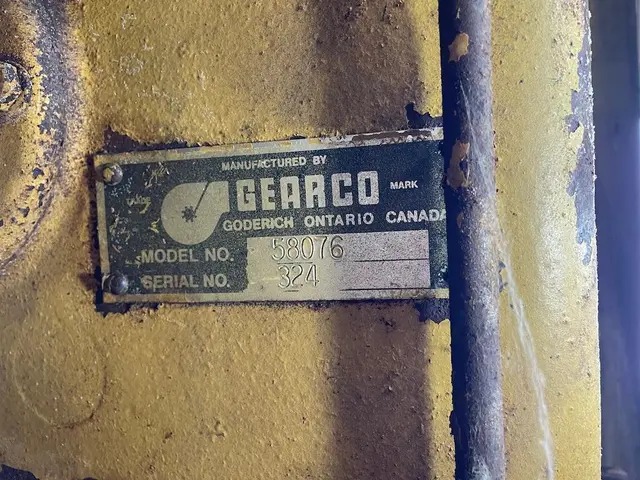 MANUFACTURED BY
GEARCO MARK
GODERICH ONTARIO CANADA
MODEL NO. 58076
SERIAL NO. 324